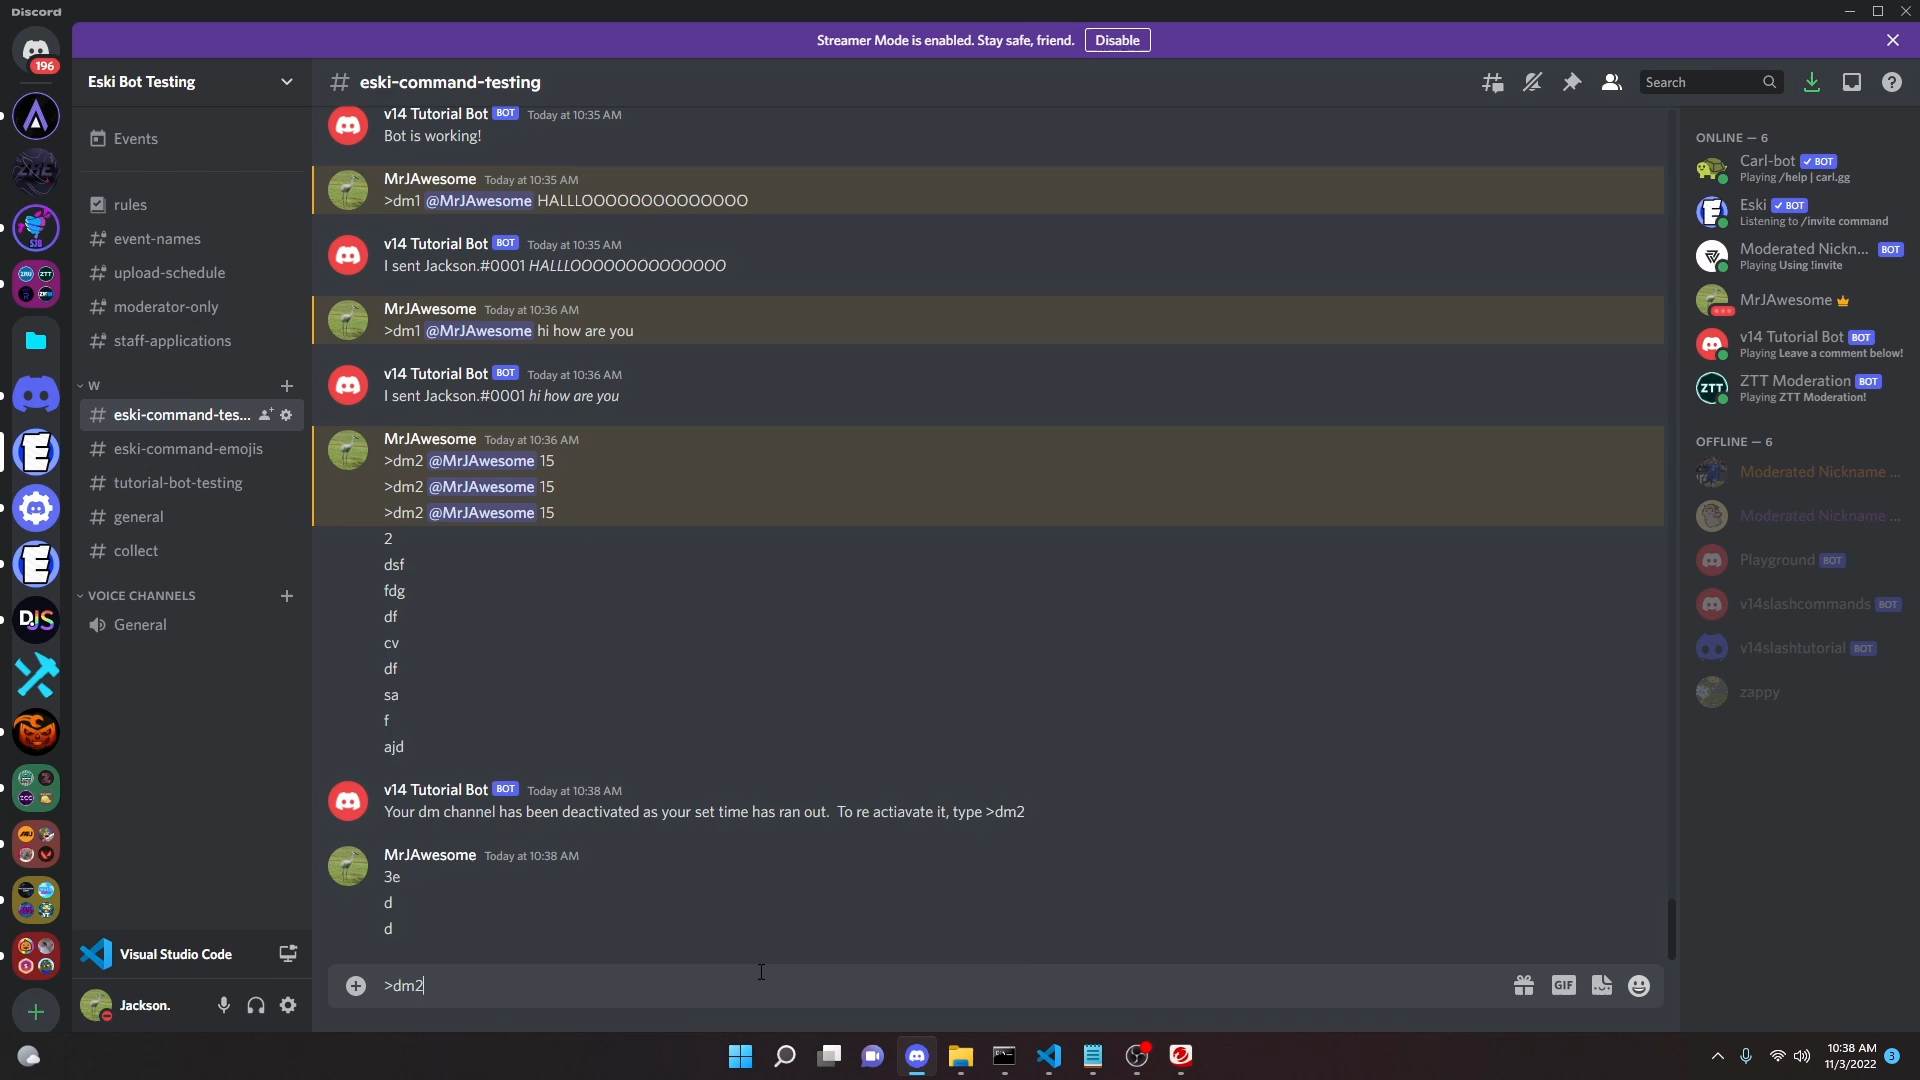 Discord
196
Streamer Mode is enabled. Stay safe, friend.
Disable
Eski Bot Testing
eski-command-testing
Search
Events
rules
event-names
upload-schedule
moderator-only
staff-applications
W
eski-command-tes...
eski-command-emojis
tutorial-bot-testing
general
collect
VOICE CHANNELS
General
Visual Studio Code
Jackson.
v14 Tutorial Bot BOT Today at 10:35 AM
Bot is working!
MrJAwesome Today at 10:35 AM
>dm1 @MrJAwesome HALLLOOOOOOOOOOOOOO
v14 Tutorial Bot BOT Today at 10:35 AM
I sent Jackson.#0001 HALLLOOOOOOOOOOOOOO
MrJAwesome Today at 10:36 AM
>dm1 @MrJAwesome hi how are you
v14 Tutorial Bot BOT Today at 10:36 AM
I sent Jackson.#0001 hi how are you
MrJAwesome Today at 10:36 AM
>dm2 @MrJAwesome 15
>dm2 @MrJAwesome 15
>dm2 @MrJAwesome 15
2
dsf
fdg
df
cv
df
sa
f
ajd
v14 Tutorial Bot BOT Today at 10:38 AM
Your dm channel has been deactivated as your set time has ran out.  To re actiavate it, type >dm2
MrJAwesome Today at 10:38 AM
3e
d
d
>dm2
GIF
ONLINE — 6
Carl-bot BOT
Playing /help | carl.gg
Eski BOT
Listening to /invite command
Moderated Nickn... BOT
Playing Using !invite
MrJAwesome
v14 Tutorial Bot BOT
Playing Leave a comment below!
ZTT Moderation BOT
Playing ZTT Moderation!
OFFLINE — 6
Moderated Nickname ...
Moderated Nickname ...
Playground BOT
v14slashcommands BOT
v14slashtutorial BOT
zappy
ZRE
SJB
DJS
ZTT
10:38 AM
11/3/2022
3